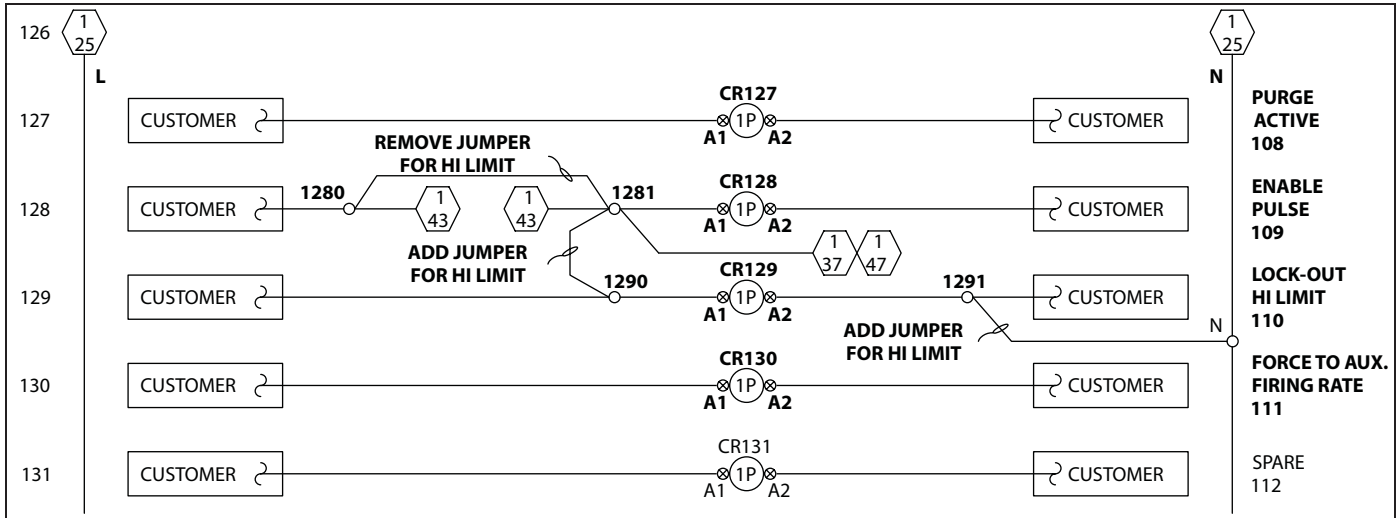 126 1 25 1 25
L N
CR127 PURGE
127 CUSTOMER 1P CUSTOMER ACTIVE
A1 A2 108
REMOVE JUMPER
FOR HI LIMIT
1280 1281 CR128 ENABLE
128 CUSTOMER 1 43 1 43 1P CUSTOMER PULSE
A1 A2 109
ADD JUMPER
FOR HI LIMIT
1 37 1 47
1290 CR129 1291 LOCK-OUT
129 CUSTOMER 1P CUSTOMER HI LIMIT
A1 A2 110
ADD JUMPER
FOR HI LIMIT
N
CR130 FORCE TO AUX.
130 CUSTOMER 1P CUSTOMER FIRING RATE
A1 A2 111
CR131 SPARE
131 CUSTOMER 1P CUSTOMER
A1 A2 112